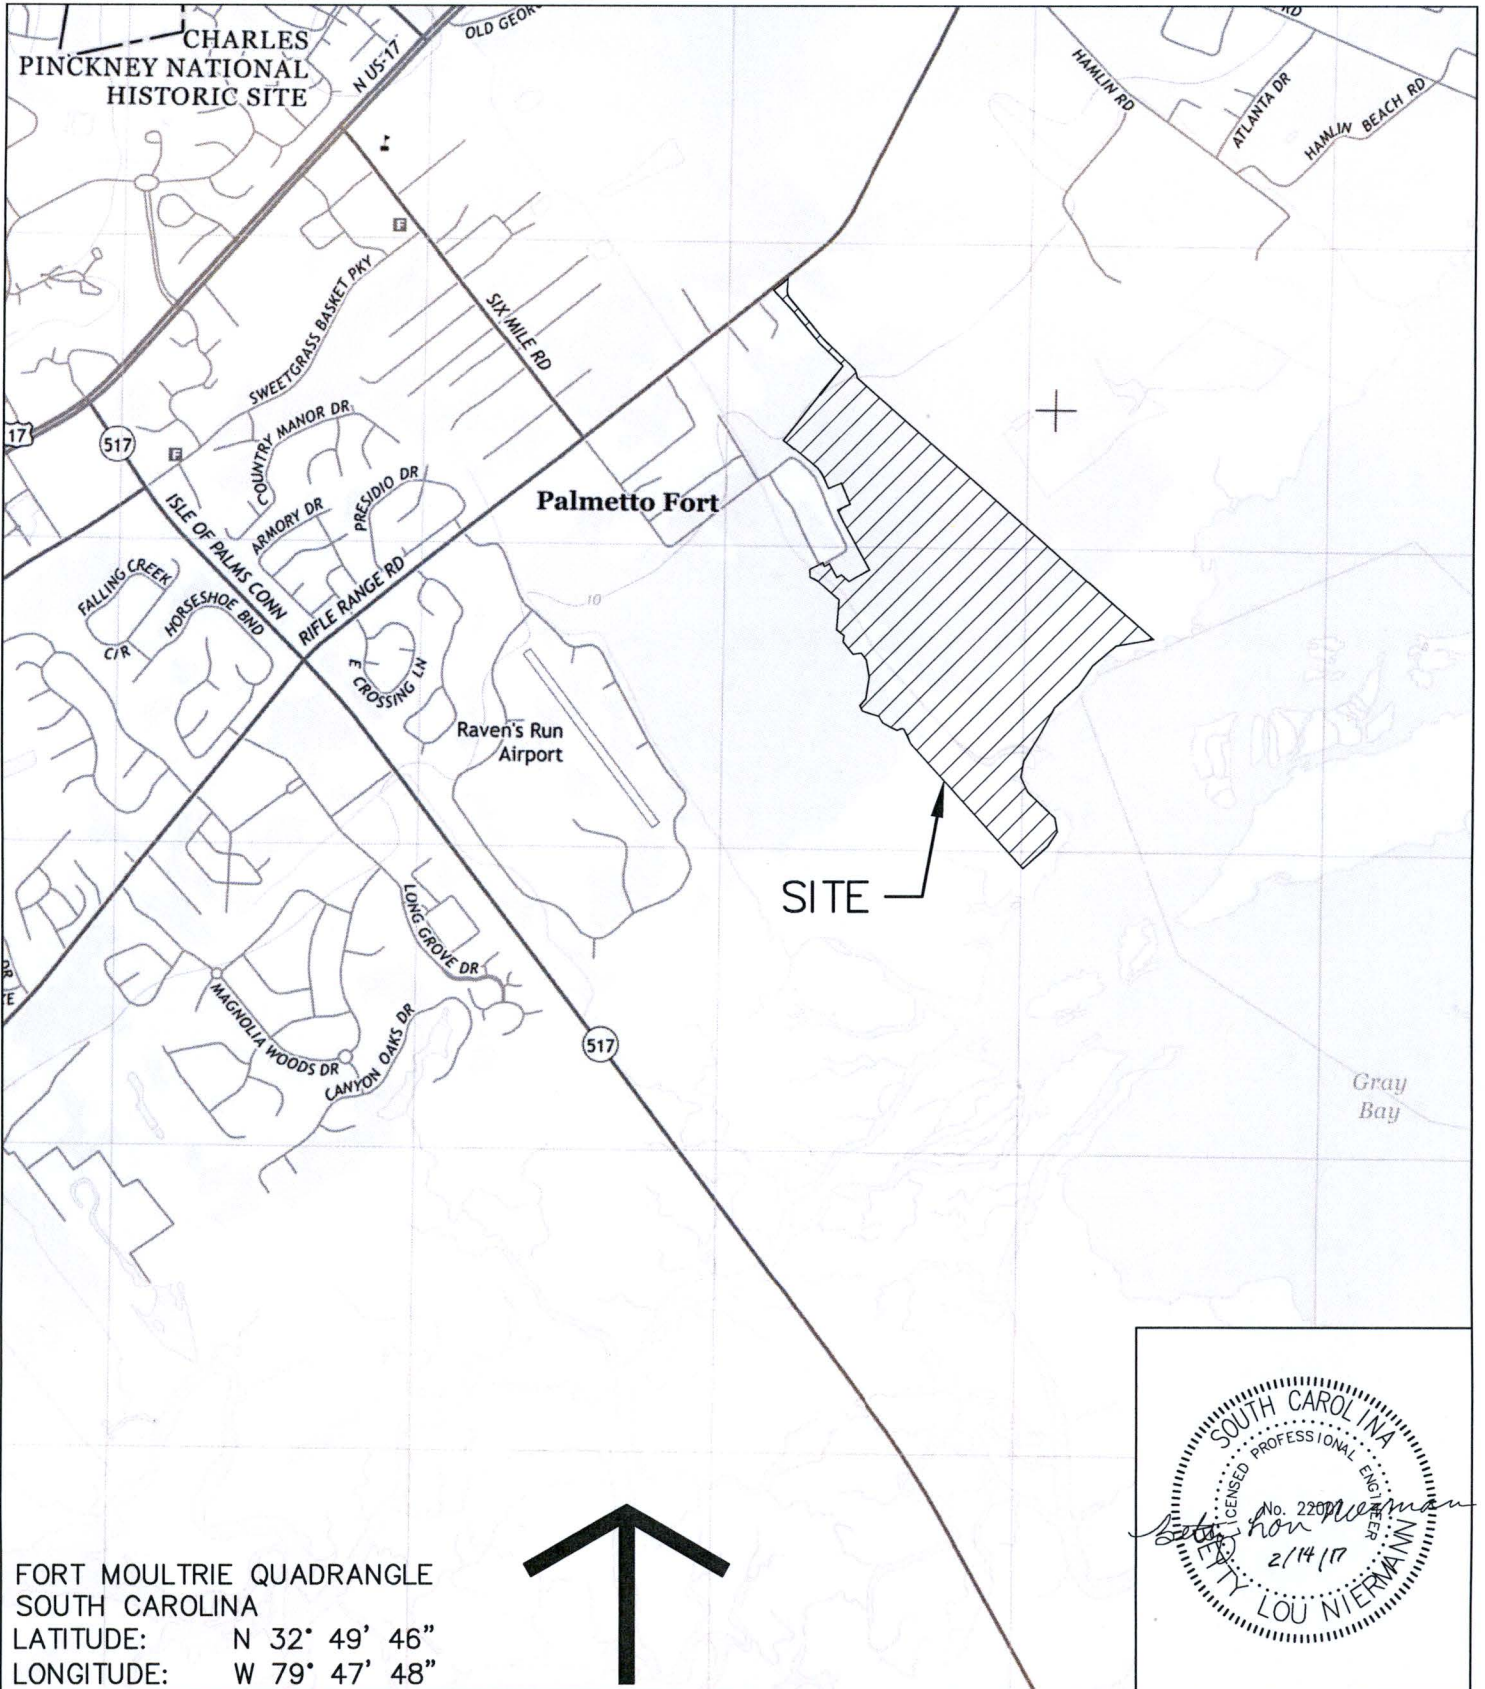 CHARLES
PINCKNEY NATIONAL
HISTORIC SITE
N US-17
HAMLIN RD
ATLANTA DR
HAMLIN BEACH RD
SIX MILE RD
SWEETGRASS BASKET PKY
COUNTRY MANOR DR
17
517
F
F
ISLE OF PALMS CONN
ARMORY DR
PRESIDIO DR
Palmetto Fort
RIFLE RANGE RD
FALLING CREEK
CIR
HORSESHOE BND
E CROSSING LN
10
Raven's Run
Airport
SITE
LONG GROVE DR
MAGNOLIA WOODS DR
CANYON OAKS DR
517
Gray
Bay
FORT MOULTRIE QUADRANGLE
SOUTH CAROLINA
LATITUDE: N 32° 49' 46"
LONGITUDE: W 79° 47' 48"
SOUTH CAROLINA
LICENSED PROFESSIONAL ENGINEER
BETTY LOU NIERMANN
2/14/17